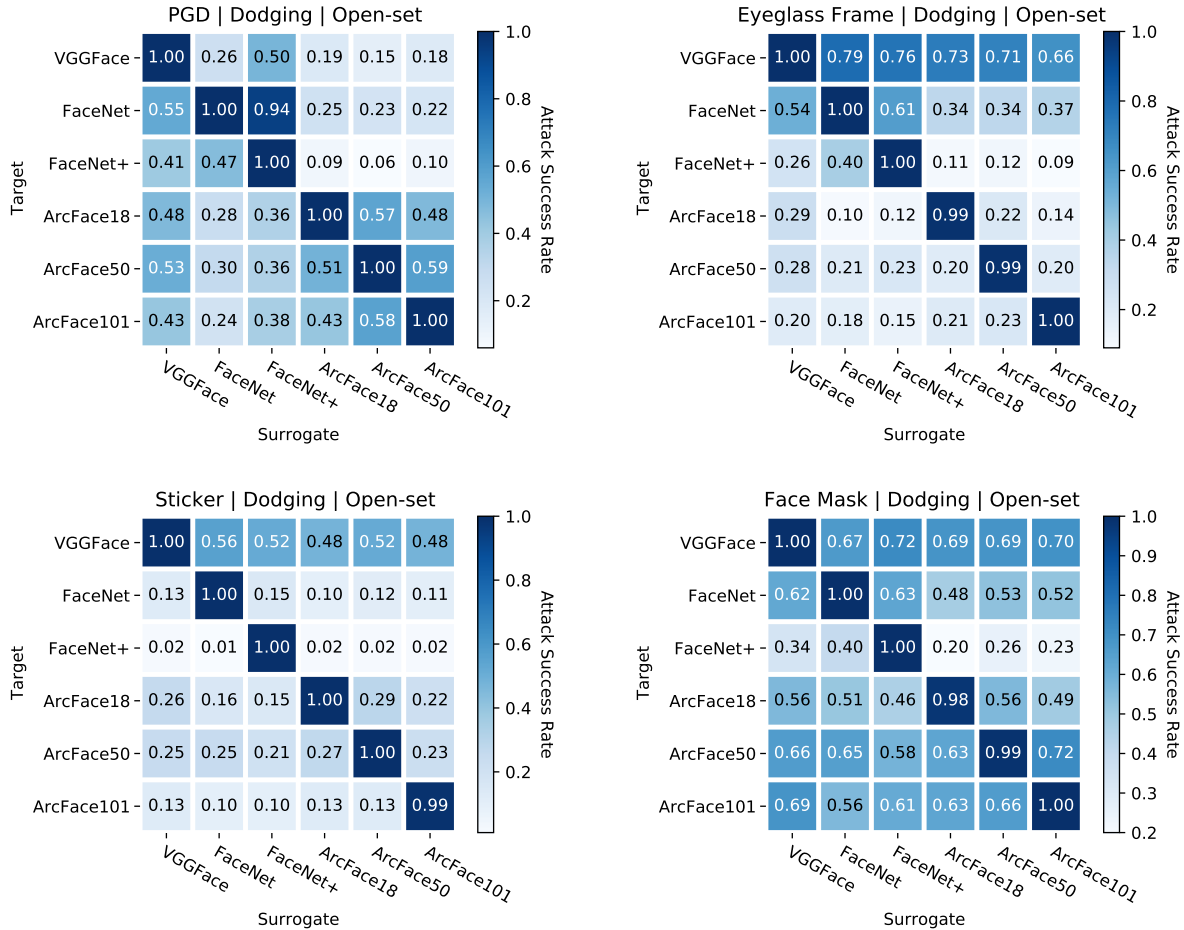 PGD | Dodging | Open-set
VGGFace 1.00 0.26 0.50 0.19 0.15 0.18
FaceNet 0.55 1.00 0.94 0.25 0.23 0.22
FaceNet+ 0.41 0.47 1.00 0.09 0.06 0.10
ArcFace18 0.48 0.28 0.36 1.00 0.57 0.48
ArcFace50 0.53 0.30 0.36 0.51 1.00 0.59
ArcFace101 0.43 0.24 0.38 0.43 0.58 1.00
Target
VGGFace FaceNet FaceNet+ ArcFace18 ArcFace50 ArcFace101
Surrogate
1.0
0.8
0.6
0.4
0.2
Attack Success Rate
Eyeglass Frame | Dodging | Open-set
VGGFace 1.00 0.79 0.76 0.73 0.71 0.66
FaceNet 0.54 1.00 0.61 0.34 0.34 0.37
FaceNet+ 0.26 0.40 1.00 0.11 0.12 0.09
ArcFace18 0.29 0.10 0.12 0.99 0.22 0.14
ArcFace50 0.28 0.21 0.23 0.20 0.99 0.20
ArcFace101 0.20 0.18 0.15 0.21 0.23 1.00
Target
VGGFace FaceNet FaceNet+ ArcFace18 ArcFace50 ArcFace101
Surrogate
1.0
0.8
0.6
0.4
0.2
Attack Success Rate
Sticker | Dodging | Open-set
VGGFace 1.00 0.56 0.52 0.48 0.52 0.48
FaceNet 0.13 1.00 0.15 0.10 0.12 0.11
FaceNet+ 0.02 0.01 1.00 0.02 0.02 0.02
ArcFace18 0.26 0.16 0.15 1.00 0.29 0.22
ArcFace50 0.25 0.25 0.21 0.27 1.00 0.23
ArcFace101 0.13 0.10 0.10 0.13 0.13 0.99
Target
VGGFace FaceNet FaceNet+ ArcFace18 ArcFace50 ArcFace101
Surrogate
1.0
0.8
0.6
0.4
0.2
Attack Success Rate
Face Mask | Dodging | Open-set
VGGFace 1.00 0.67 0.72 0.69 0.69 0.70
FaceNet 0.62 1.00 0.63 0.48 0.53 0.52
FaceNet+ 0.34 0.40 1.00 0.20 0.26 0.23
ArcFace18 0.56 0.51 0.46 0.98 0.56 0.49
ArcFace50 0.66 0.65 0.58 0.63 0.99 0.72
ArcFace101 0.69 0.56 0.61 0.63 0.66 1.00
Target
VGGFace FaceNet FaceNet+ ArcFace18 ArcFace50 ArcFace101
Surrogate
1.0
0.9
0.8
0.7
0.6
0.5
0.4
0.3
0.2
Attack Success Rate